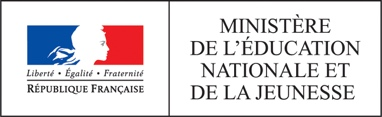 Liberté • Égalité • Fraternité
RÉPUBLIQUE FRANÇAISE
MINISTÈRE
DE L'ÉDUCATION
NATIONALE ET
DE LA JEUNESSE